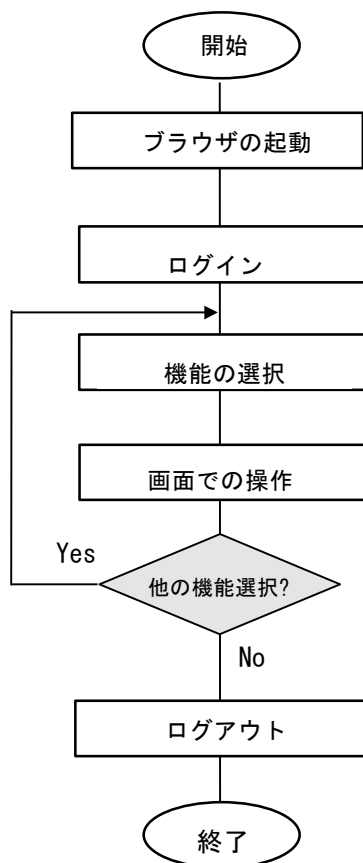 開始
ブラウザの起動
ログイン
機能の選択
画面での操作
Yes
他の機能選択?
No
ログアウト
終了